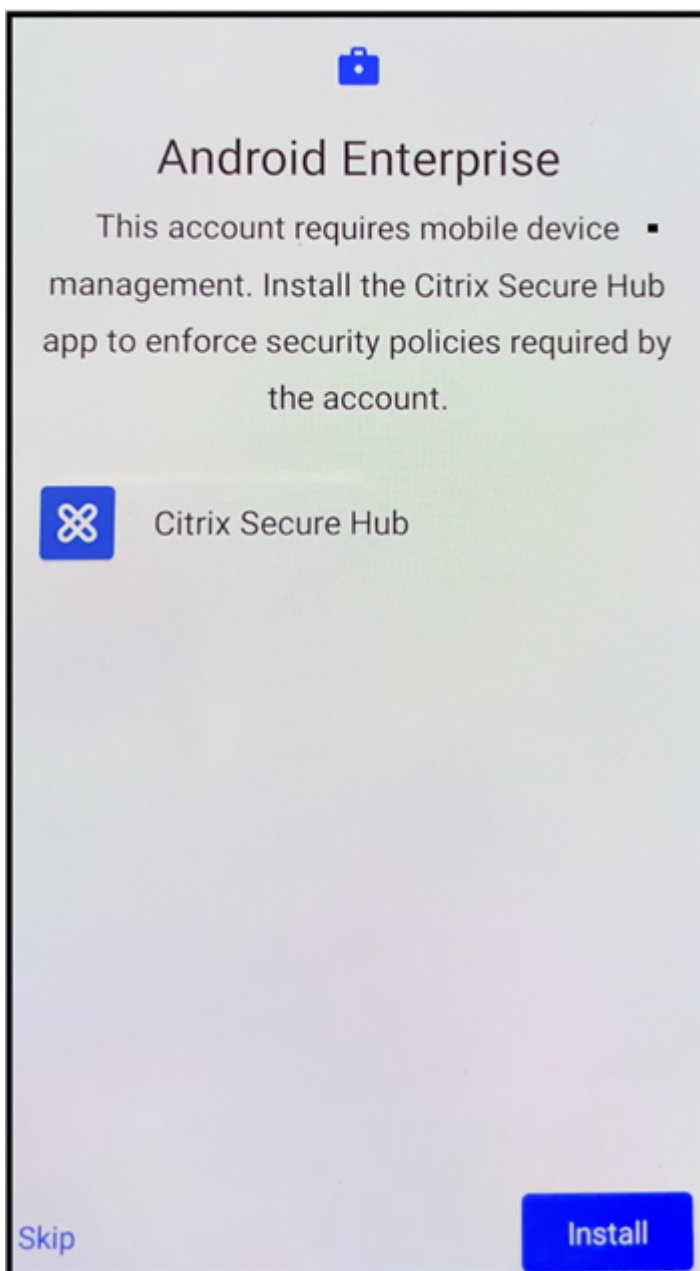 Android Enterprise
This account requires mobile device
management. Install the Citrix Secure Hub
app to enforce security policies required by
the account.
Citrix Secure Hub
Skip
Install